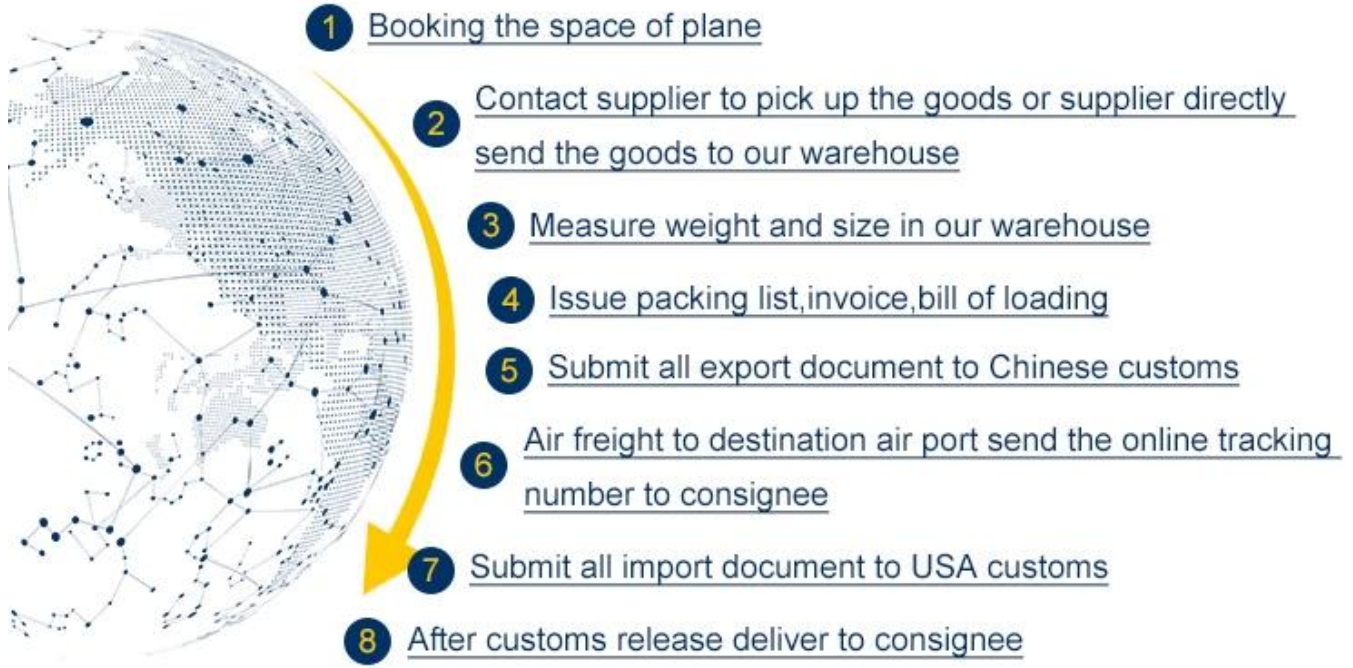 1 Booking the space of plane
2 Contact supplier to pick up the goods or supplier directly
send the goods to our warehouse
3 Measure weight and size in our warehouse
4 Issue packing list,invoice,bill of loading
5 Submit all export document to Chinese customs
6 Air freight to destination air port send the online tracking
number to consignee
7 Submit all import document to USA customs
8 After customs release deliver to consignee